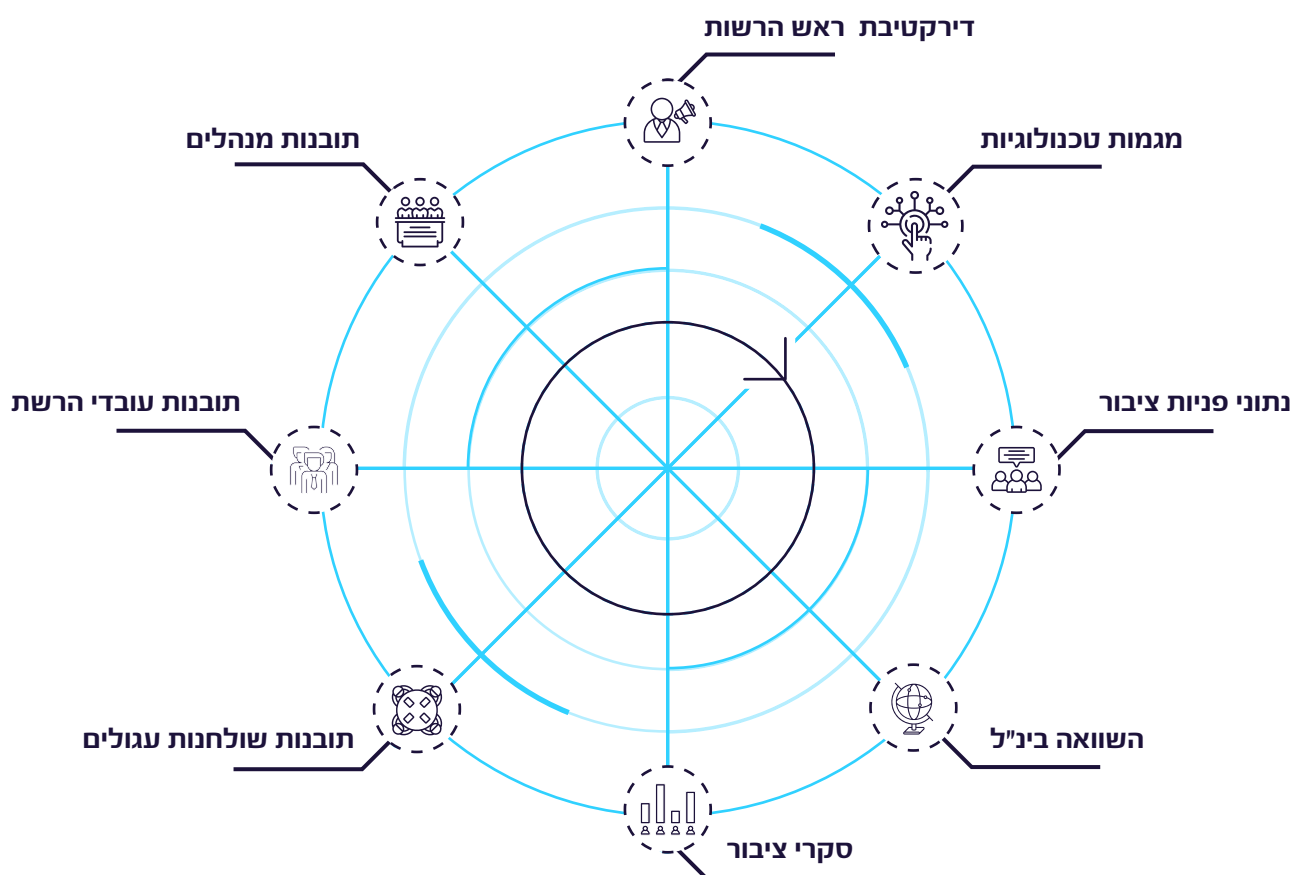 דירקטיבת ראש הרשות
מגמות טכנולוגיות
תובנות מנהלים
נתוני פניות ציבור
תובנות עובדי הרשת
השוואה בינ"ל
תובנות שולחנות עגולים
סקרי ציבור